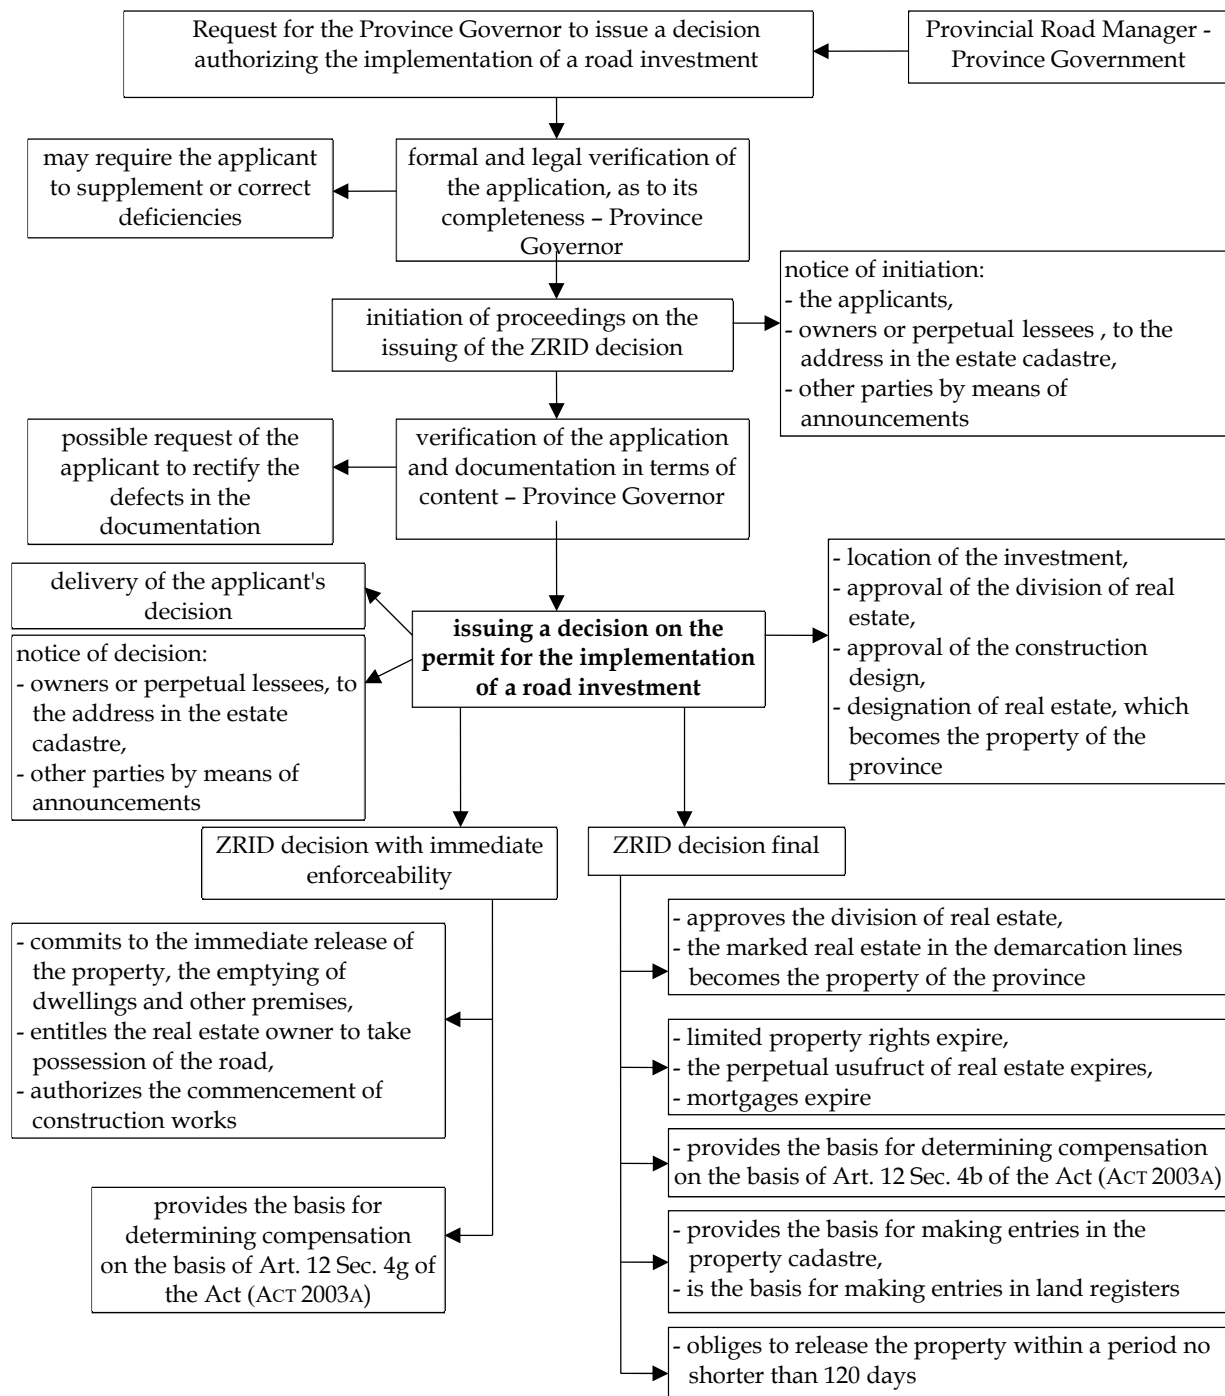 Request for the Province Governor to issue a decision
authorizing the implementation of a road investment
Provincial Road Manager -
Province Government
may require the applicant
to supplement or correct
deficiencies
formal and legal verification of
the application, as to its
completeness – Province
Governor
notice of initiation:
- the applicants,
- owners or perpetual lessees , to the
address in the estate cadastre,
- other parties by means of
announcements
initiation of proceedings on the
issuing of the ZRID decision
possible request of the
applicant to rectify the
defects in the
documentation
verification of the application
and documentation in terms of
content – Province Governor
delivery of the applicant's
decision
notice of decision:
- owners or perpetual lessees, to
the address in the estate
cadastre,
- other parties by means of
announcements
issuing a decision on the
permit for the implementation
of a road investment
- location of the investment,
- approval of the division of real
estate,
- approval of the construction
design,
- designation of real estate, which
becomes the property of the
province
ZRID decision with immediate
enforceability
ZRID decision final
- commits to the immediate release of
the property, the emptying of
dwellings and other premises,
- entitles the real estate owner to take
possession of the road,
- authorizes the commencement of
construction works
provides the basis for
determining compensation
on the basis of Art. 12 Sec. 4g of
the Act (ACT 2003A)
- approves the division of real estate,
- the marked real estate in the demarcation lines
becomes the property of the province
- limited property rights expire,
- the perpetual usufruct of real estate expires,
- mortgages expire
- provides the basis for determining compensation
on the basis of Art. 12 Sec. 4b of the Act (ACT 2003A)
- provides the basis for making entries in the
property cadastre,
- is the basis for making entries in land registers
- obliges to release the property within a period no
shorter than 120 days